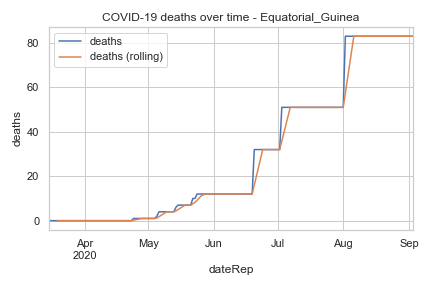 COVID-19 deaths over time - Equatorial_Guinea
deaths
deaths (rolling)
80
60
40
20
0
deaths
Apr
2020
May
Jun
Jul
Aug
Sep
dateRep